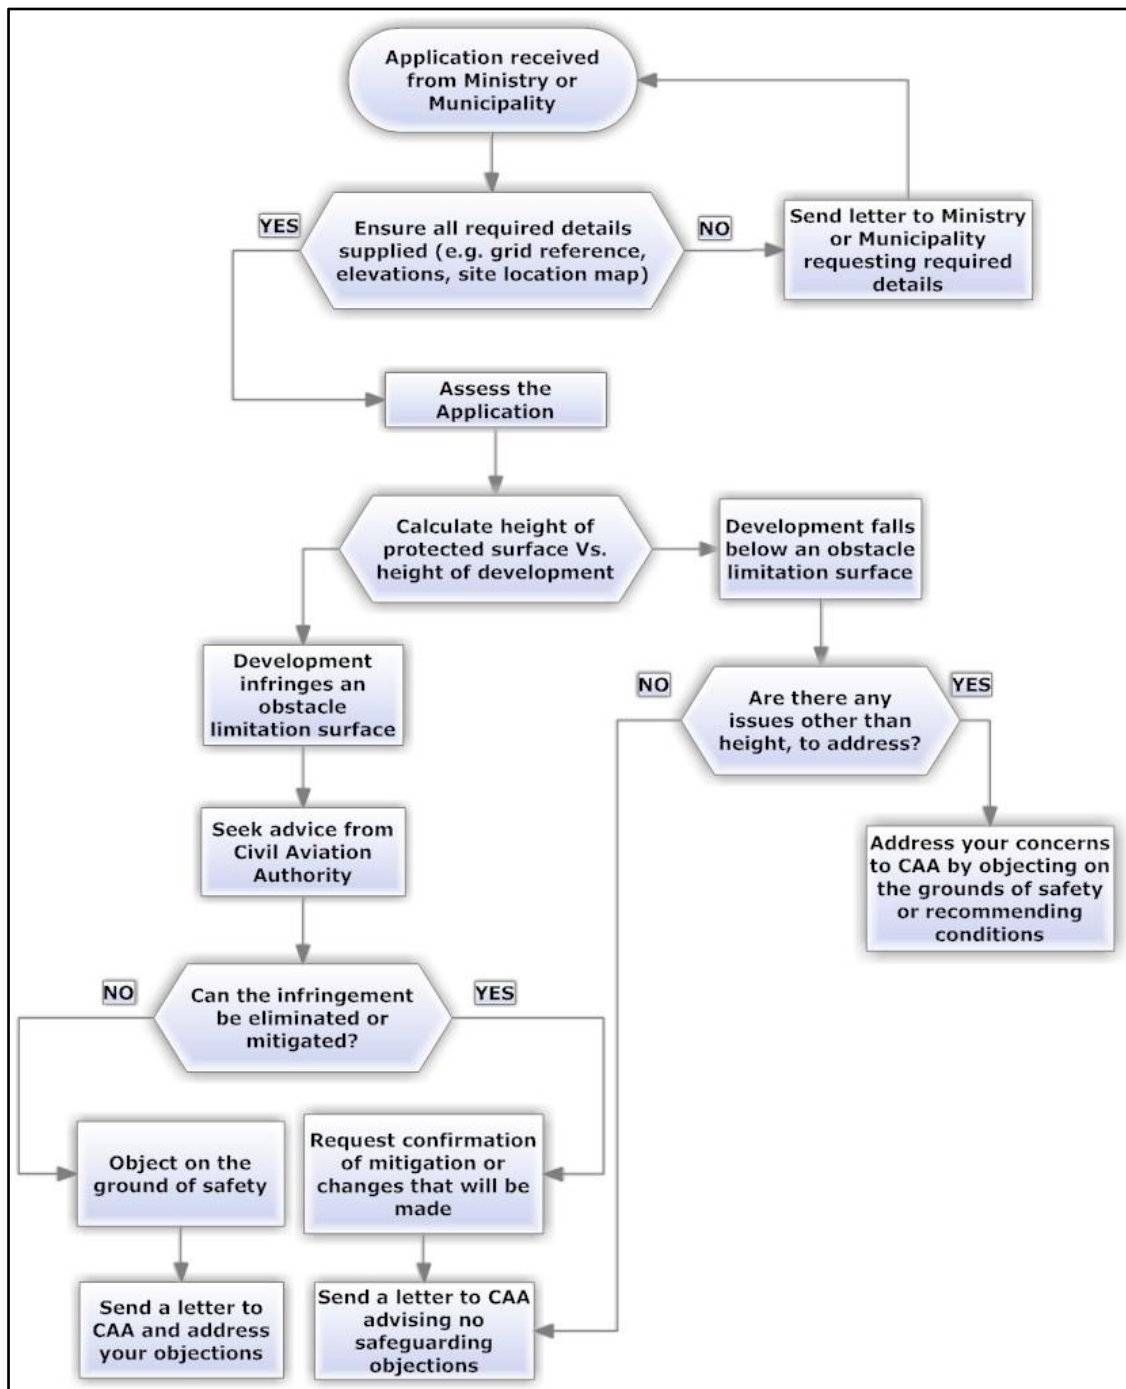 Application received
from Ministry or
Municipality
YES
Ensure all required details
supplied (e.g. grid reference,
elevations, site location map)
NO
Send letter to Ministry
or Municipality
requesting required
details
Assess the
Application
Calculate height of
protected surface Vs.
height of development
Development falls
below an obstacle
limitation surface
Development
infringes an
obstacle
limitation surface
NO
Are there any
issues other than
height, to address?
YES
Seek advice from
Civil Aviation
Authority
Address your concerns
to CAA by objecting on
the grounds of safety
or recommending
conditions
NO
Can the infringement
be eliminated or
mitigated?
YES
Object on the
ground of safety
Request confirmation
of mitigation or
changes that will be
made
Send a letter to
CAA and address
your objections
Send a letter to CAA
advising no
safeguarding
objections